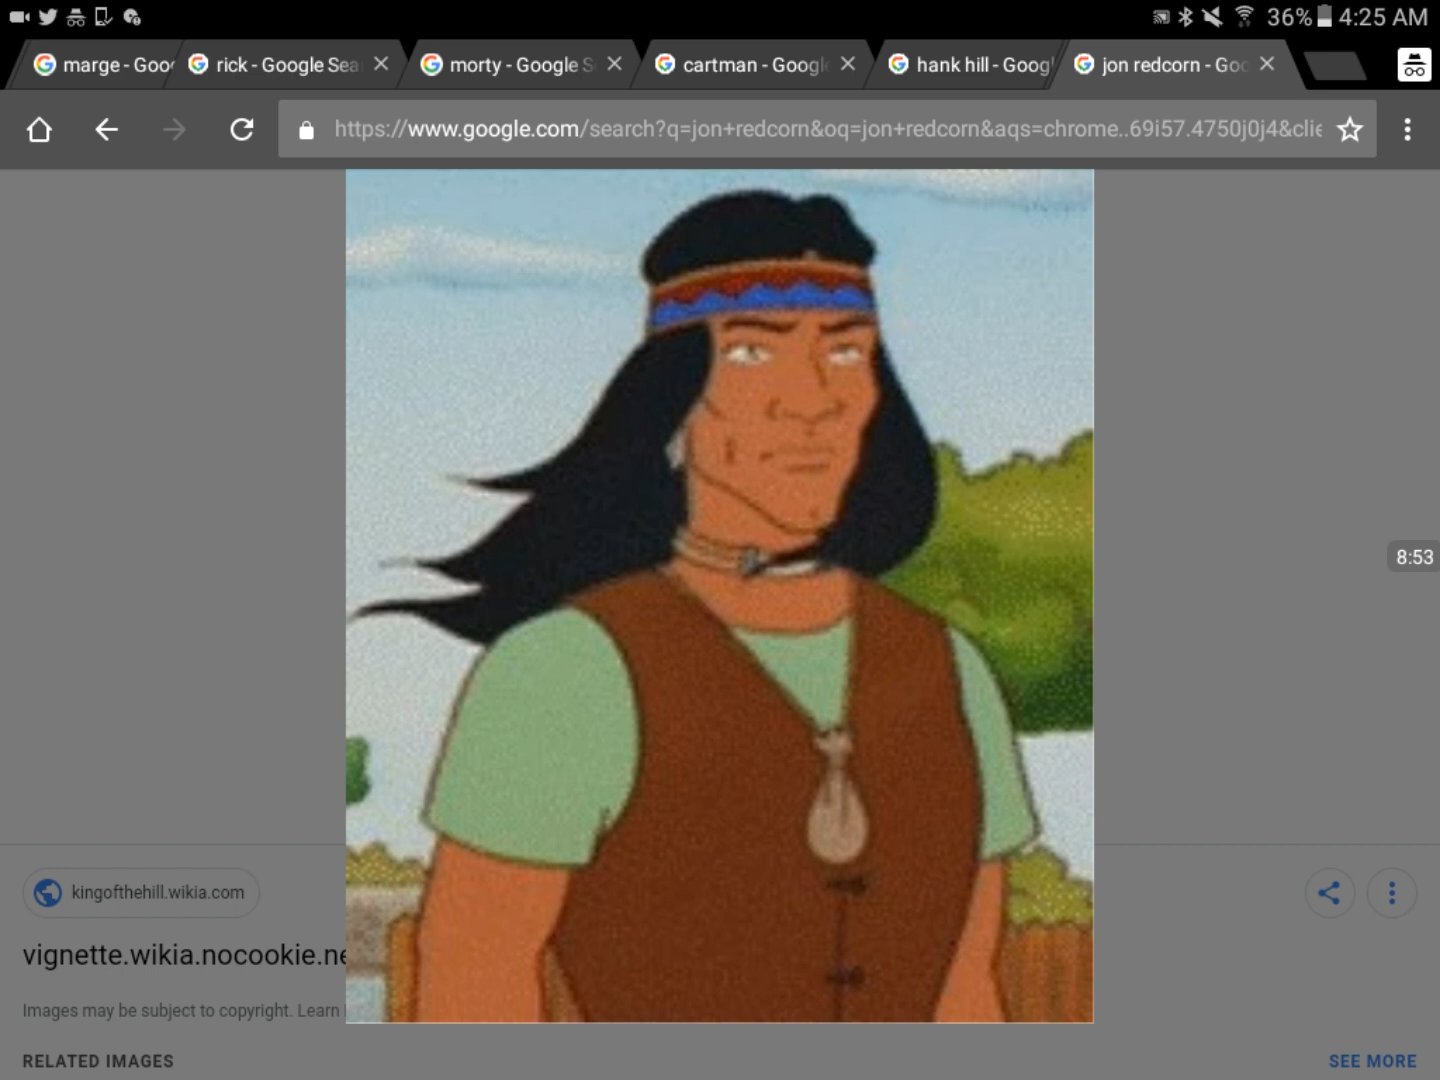 36% 4:25 AM
marge - Goo
rick - Google Sea
morty - Google S
cartman - Googl
hank hill - Googl
jon redcorn - Goo
https://www.google.com/search?q=jon+redcorn&oq=jon+redcorn&aqs=chrome..69i57.4750j0j4&clie
8:53
kingofthehill.wikia.com
vignette.wikia.nocookie.ne
Images may be subject to copyright. Learn
RELATED IMAGES
SEE MORE